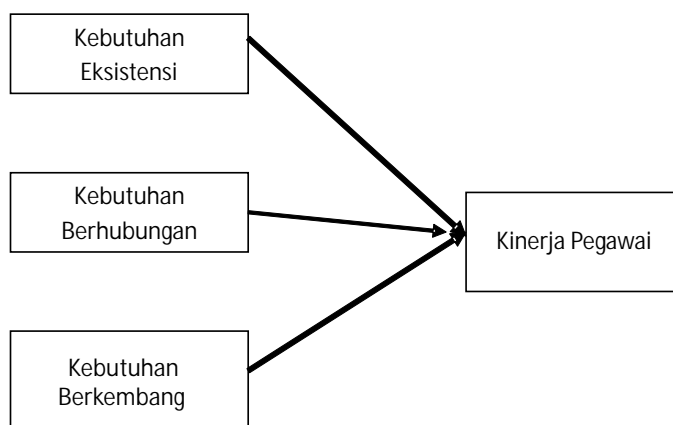 Kebutuhan
Eksistensi
Kebutuhan
Berhubungan
Kinerja Pegawai
Kebutuhan
Berkembang